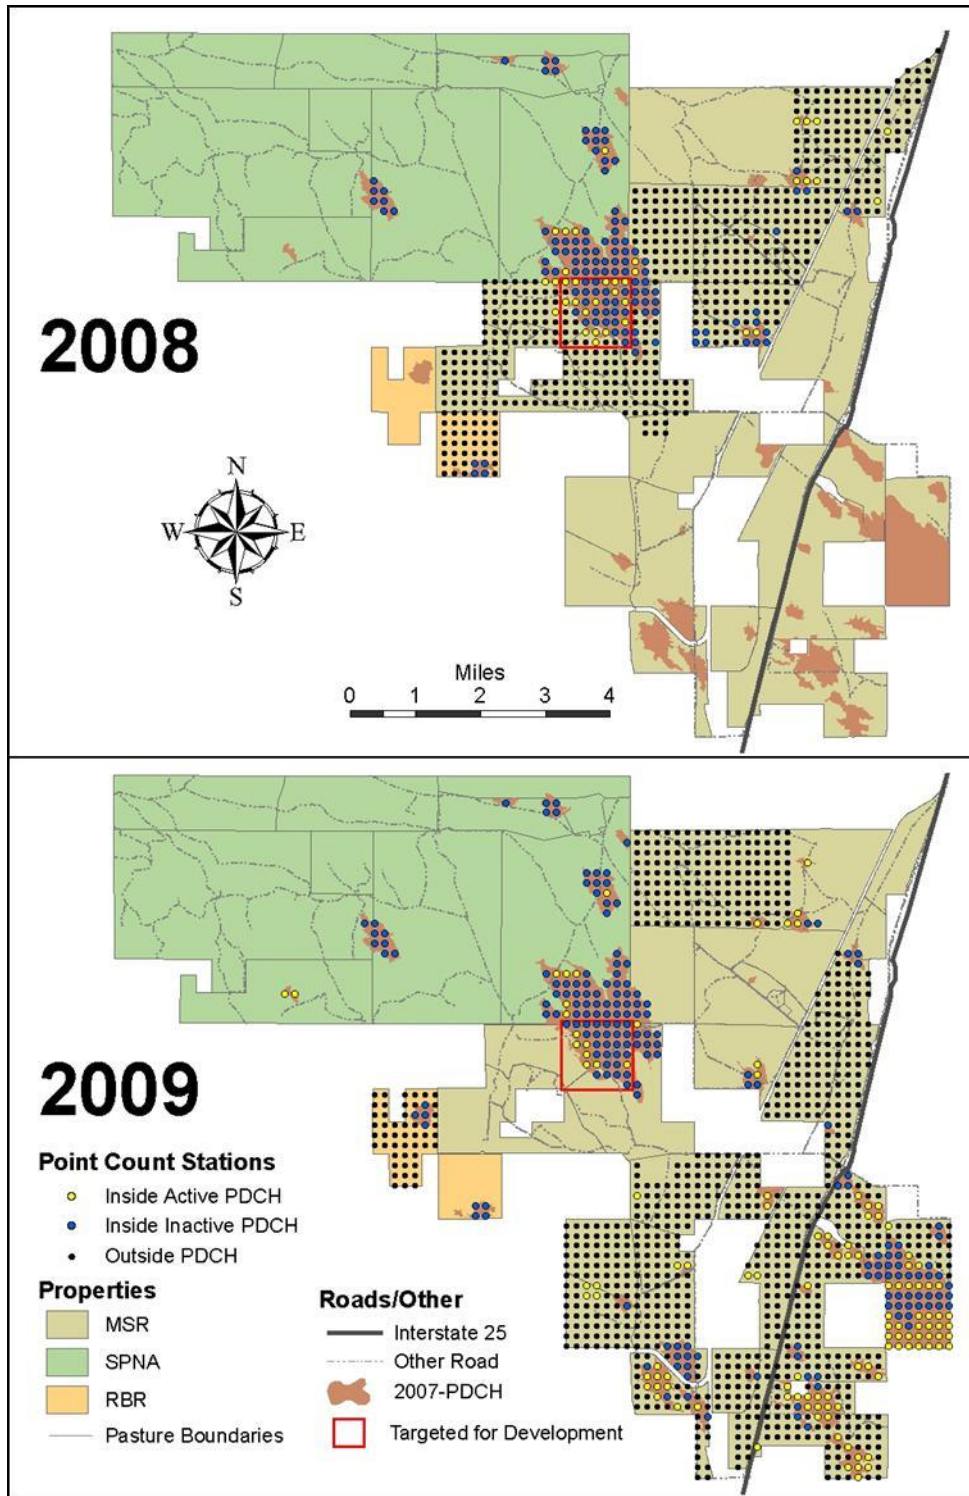 2008
N
W
E
S
Miles
0 1 2 3 4
2009
Point Count Stations
Inside Active PDCH
Inside Inactive PDCH
Outside PDCH
Properties
MSR
SPNA
RBR
Pasture Boundaries
Roads/Other
Interstate 25
Other Road
2007-PDCH
Targeted for Development